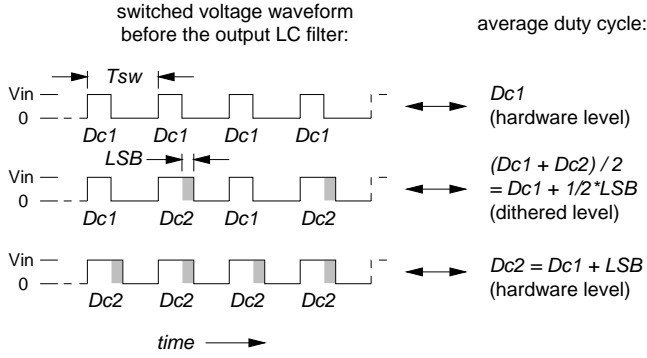 switched voltage waveform
before the output LC filter:
average duty cycle:
Tsw
Vin
0
Dc1 Dc1 Dc1 Dc1
Dc1
(hardware level)
LSB
Vin
0
Dc1 Dc2 Dc1 Dc2
(Dc1 + Dc2) / 2
= Dc1 + 1/2*LSB
(dithered level)
Vin
0
Dc2 Dc2 Dc2 Dc2
Dc2 = Dc1 + LSB
(hardware level)
time